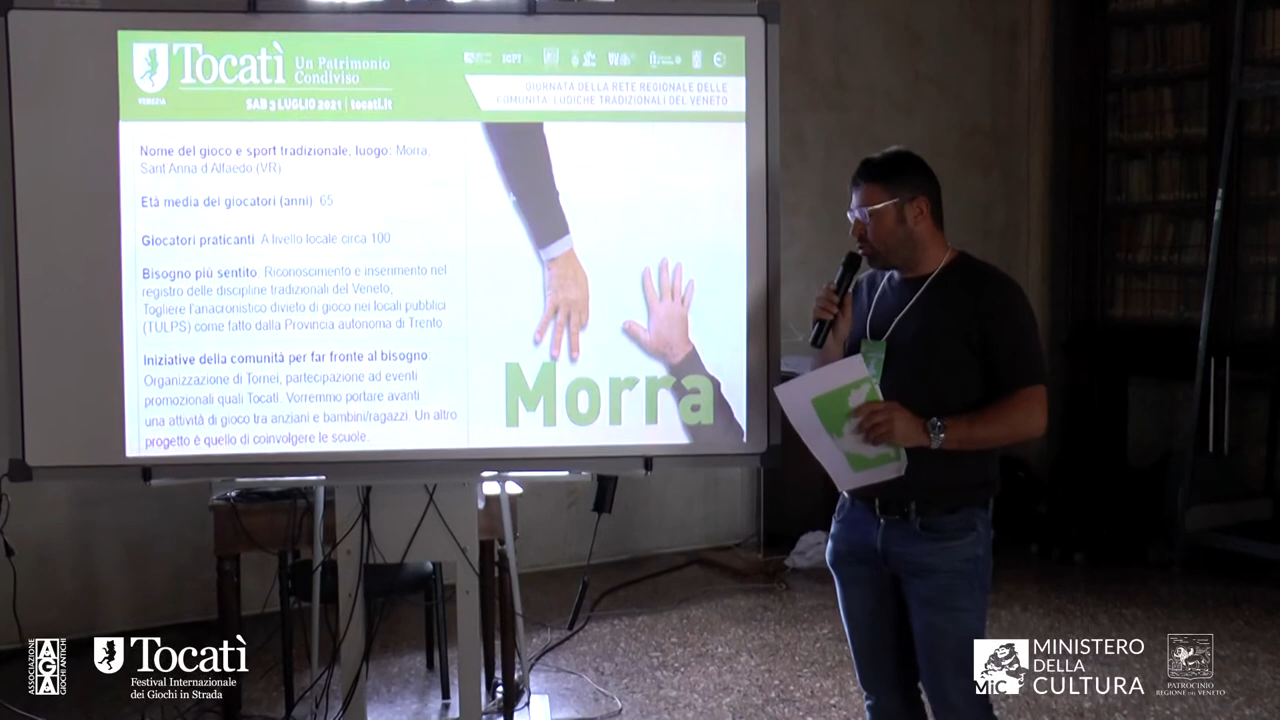 Tocatì
Un Patrimonio
Condiviso
VENEZIA
SAB 3 LUGLIO 2021 | tocati.it
GIORNATA DELLA RETE REGIONALE DELLE
COMUNITÀ LUDICHE TRADIZIONALI DEL VENETO
Nome del gioco e sport tradizionale, luogo: Morra,
Sant'Anna d'Alfaedo (VR)
Età media dei giocatori (anni) 65
Giocatori praticanti A livello locale circa 100
Bisogno più sentito Riconoscimento e inserimento nel
registro delle discipline tradizionali del Veneto,
Togliere l'anacronistico divieto di gioco nei locali pubblici
(TULPS) come fatto dalla Provincia autonoma di Trento.
Iniziative della comunità per far fronte al bisogno
Organizzazione di Tornei, partecipazione ad eventi
promozionali quali Tocatì. Vorremmo portare avanti
una attività di gioco tra anziani e bambini/ragazzi. Un altro
progetto è quello di coinvolgere le scuole.
Morra
ASSOCIAZIONE
AGA
GIOCHI ANTICHI
Tocatì
Festival Internazionale
dei Giochi in Strada
MiC
MINISTERO
DELLA
CULTURA
PATROCINIO
REGIONE DEL VENETO